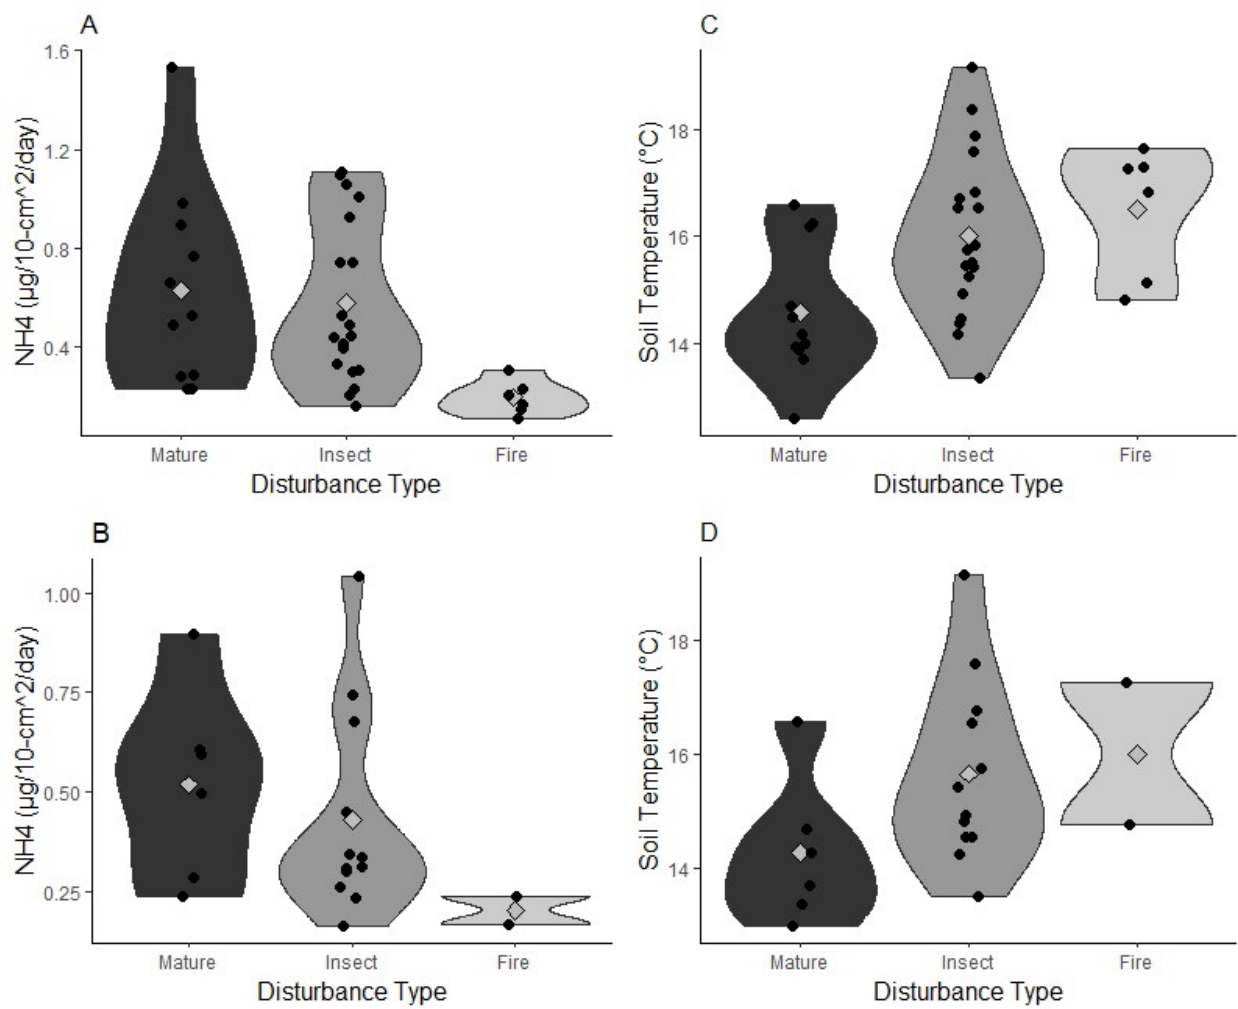 A
NH4 (µg/10-cm^2/day)
1.6
1.2
0.8
0.4
Mature Insect Fire
Disturbance Type
C
Soil Temperature (°C)
18
16
14
Mature Insect Fire
Disturbance Type
B
NH4 (µg/10-cm^2/day)
1.00
0.75
0.50
0.25
Mature Insect Fire
Disturbance Type
D
Soil Temperature (°C)
18
16
14
Mature Insect Fire
Disturbance Type